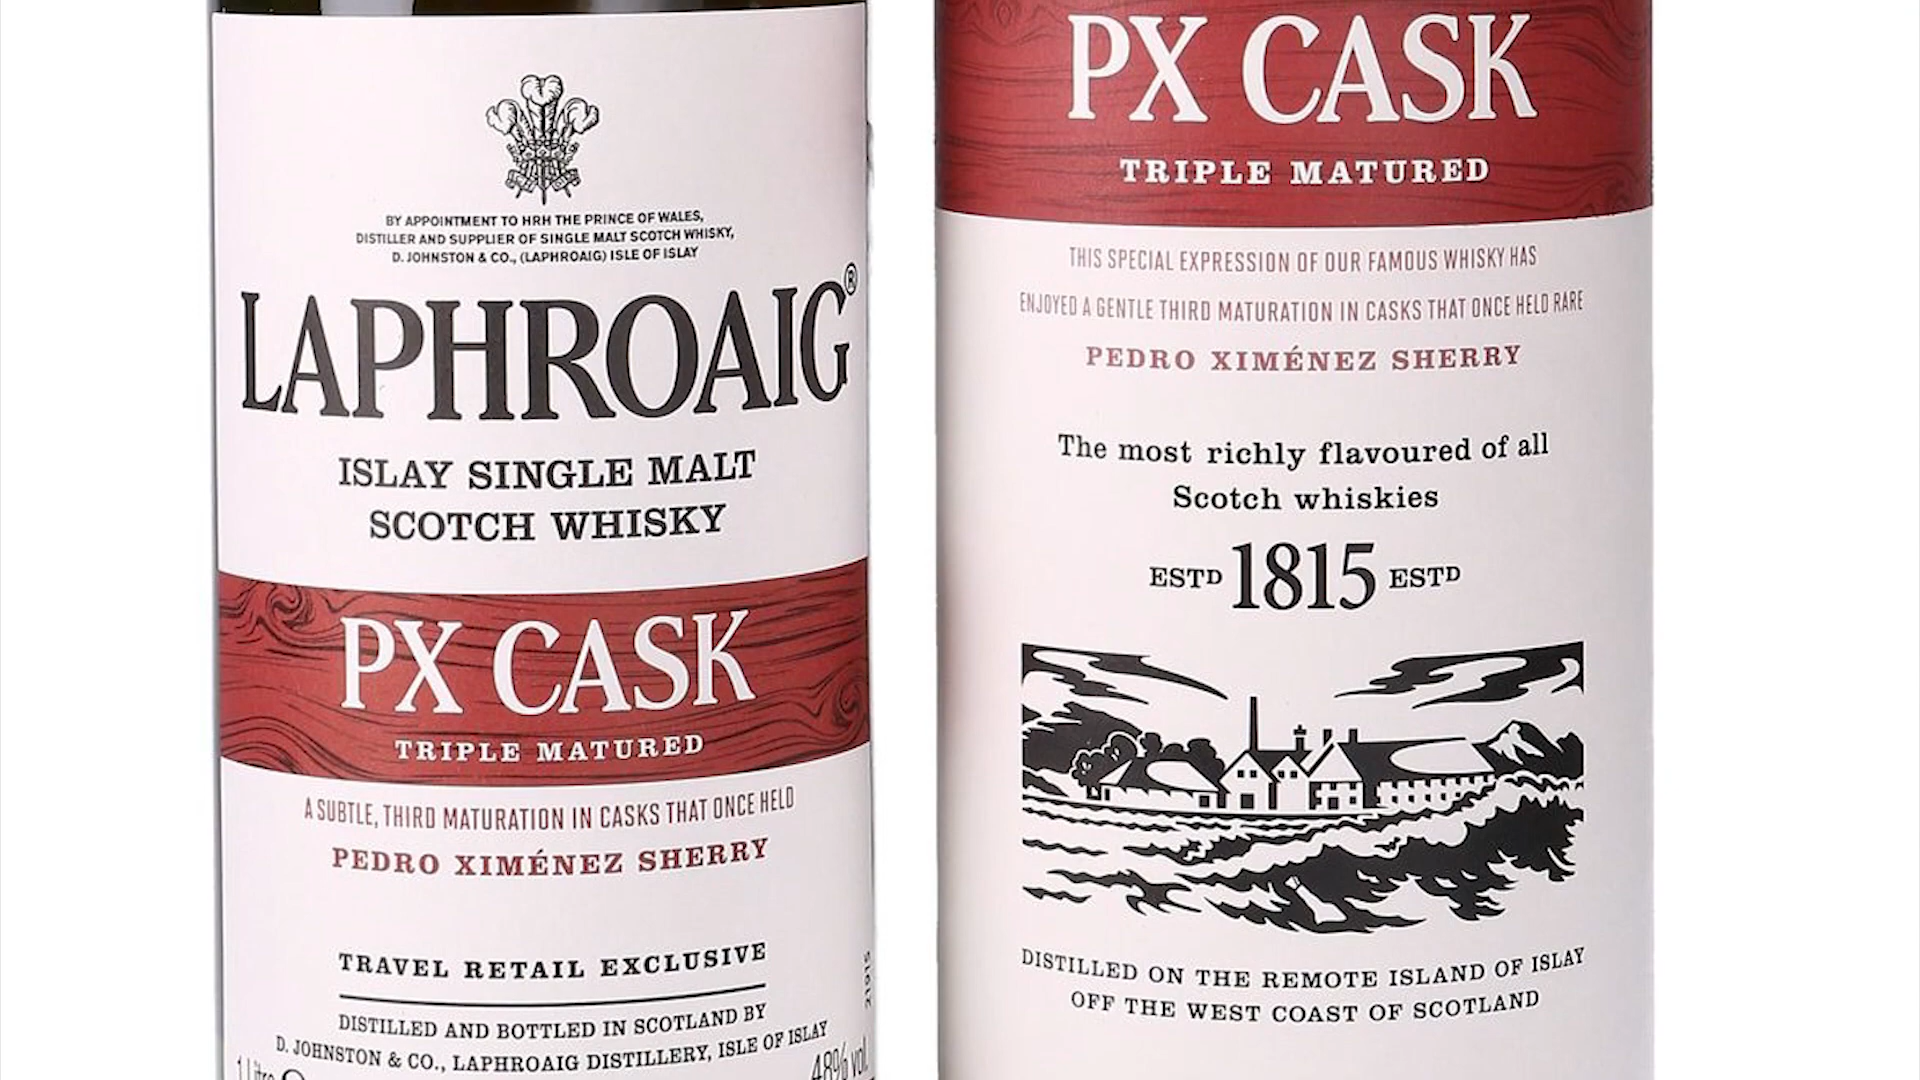 BY APPOINTMENT TO HRH THE PRINCE OF WALES,
DISTILLER AND SUPPLIER OF SINGLE MALT SCOTCH WHISKY,
D. JOHNSTON & CO., (LAPHROAIG) ISLE OF ISLAY
LAPHROAIG®
ISLAY SINGLE MALT
SCOTCH WHISKY
PX CASK
TRIPLE MATURED
A SUBTLE, THIRD MATURATION IN CASKS THAT ONCE HELD
PEDRO XIMÉNEZ SHERRY
TRAVEL RETAIL EXCLUSIVE
DISTILLED AND BOTTLED IN SCOTLAND BY
D. JOHNSTON & CO., LAPHROAIG DISTILLERY, ISLE OF ISLAY
1 Litre 48% vol.
PX CASK
TRIPLE MATURED
THIS SPECIAL EXPRESSION OF OUR FAMOUS WHISKY HAS
ENJOYED A GENTLE THIRD MATURATION IN CASKS THAT ONCE HELD RARE
PEDRO XIMÉNEZ SHERRY
The most richly flavoured of all
Scotch whiskies
ESTD 1815 ESTD
DISTILLED ON THE REMOTE ISLAND OF ISLAY
OFF THE WEST COAST OF SCOTLAND